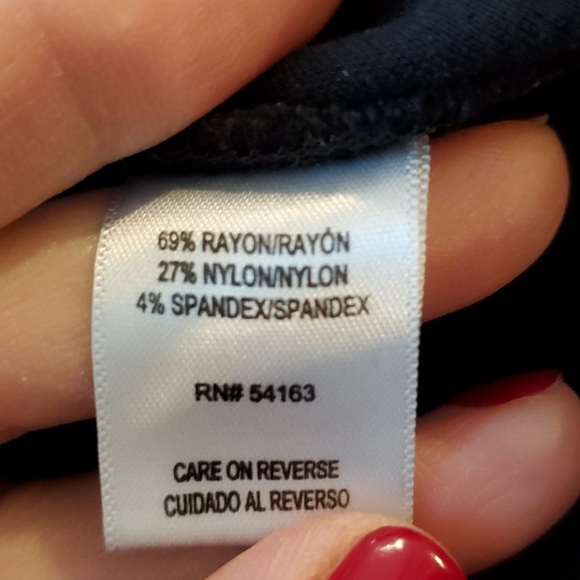 69% RAYON/RAYÓN
27% NYLON/NYLON
4% SPANDEX/SPANDEX
RN# 54163
CARE ON REVERSE
CUIDADO AL REVERSO